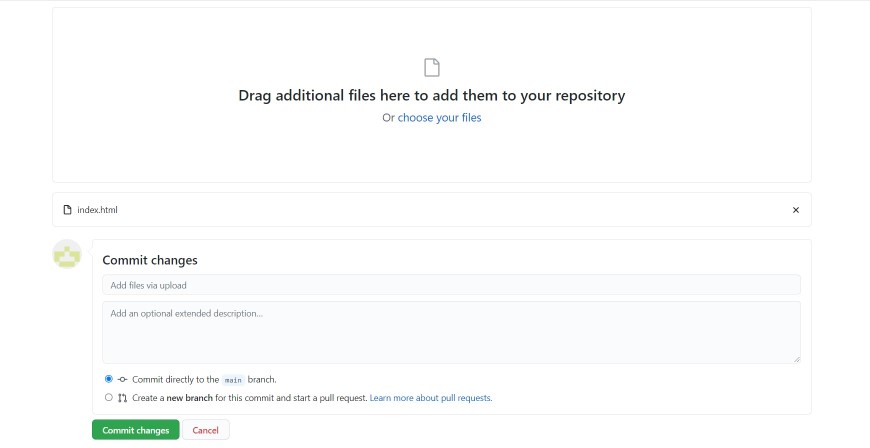 Drag additional files here to add them to your repository
Or choose your files
index.html
Commit changes
Add files via upload
Add an optional extended description...
Commit directly to the main branch.
Create a new branch for this commit and start a pull request. Learn more about pull requests.
Commit changes Cancel